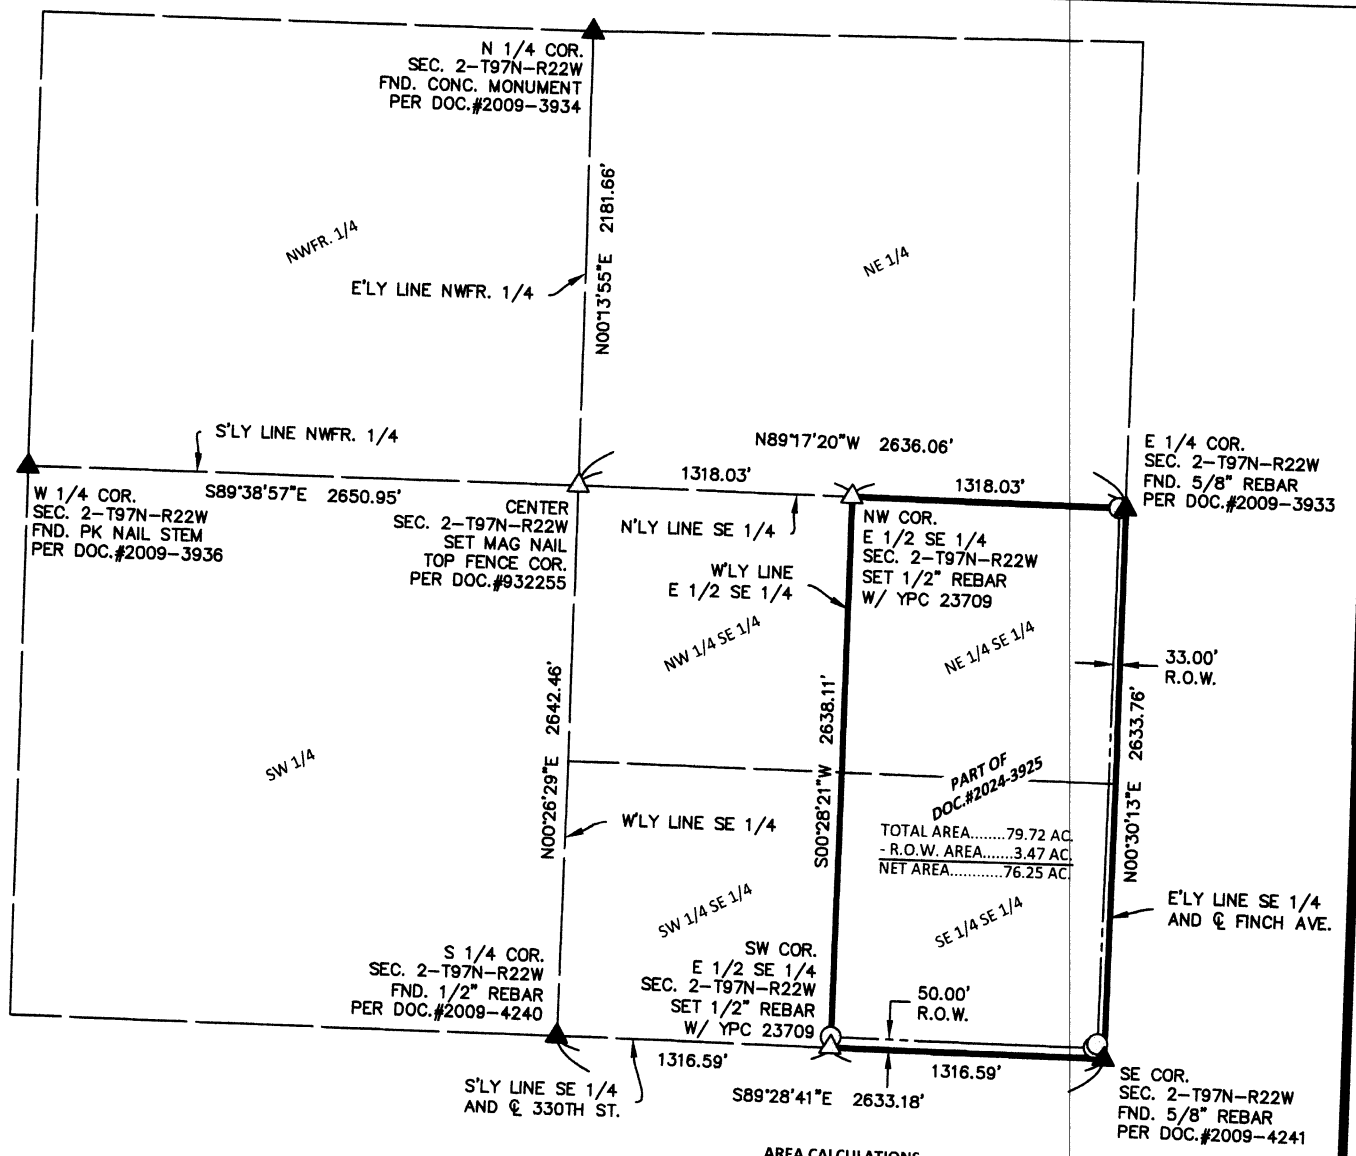 N 1/4 COR.
SEC. 2-T97N-R22W
FND. CONC. MONUMENT
PER DOC.#2009-3934
N00°13'55"E 2181.66'
NWFR. 1/4
NE 1/4
E'LY LINE NWFR. 1/4
S'LY LINE NWFR. 1/4
S89°38'57"E 2650.95'
W 1/4 COR.
SEC. 2-T97N-R22W
FND. PK NAIL STEM
PER DOC.#2009-3936
CENTER
SEC. 2-T97N-R22W
SET MAG NAIL
TOP FENCE COR.
PER DOC.#932255
N89°17'20"W 2636.06'
1318.03'
1318.03'
E 1/4 COR.
SEC. 2-T97N-R22W
FND. 5/8" REBAR
PER DOC.#2009-3933
N'LY LINE SE 1/4
NW COR.
E 1/2 SE 1/4
SEC. 2-T97N-R22W
SET 1/2" REBAR
W/ YPC 23709
W'LY LINE
E 1/2 SE 1/4
NW 1/4 SE 1/4
NE 1/4 SE 1/4
33.00'
R.O.W.
N00°26'29"E 2642.46'
S00°28'21"W 2638.11'
N00°30'13"E 2633.76'
SW 1/4
PART OF
DOC.#2024-3925
TOTAL AREA........79.72 AC.
- R.O.W. AREA......3.47 AC.
NET AREA............76.25 AC.
W'LY LINE SE 1/4
SW 1/4 SE 1/4
SE 1/4 SE 1/4
E'LY LINE SE 1/4
AND ℄ FINCH AVE.
S 1/4 COR.
SEC. 2-T97N-R22W
FND. 1/2" REBAR
PER DOC.#2009-4240
SW COR.
E 1/2 SE 1/4
SEC. 2-T97N-R22W
SET 1/2" REBAR
W/ YPC 23709
50.00'
R.O.W.
1316.59'
1316.59'
S'LY LINE SE 1/4
AND ℄ 330TH ST.
S89°28'41"E 2633.18'
SE COR.
SEC. 2-T97N-R22W
FND. 5/8" REBAR
PER DOC.#2009-4241
AREA CALCULATIONS